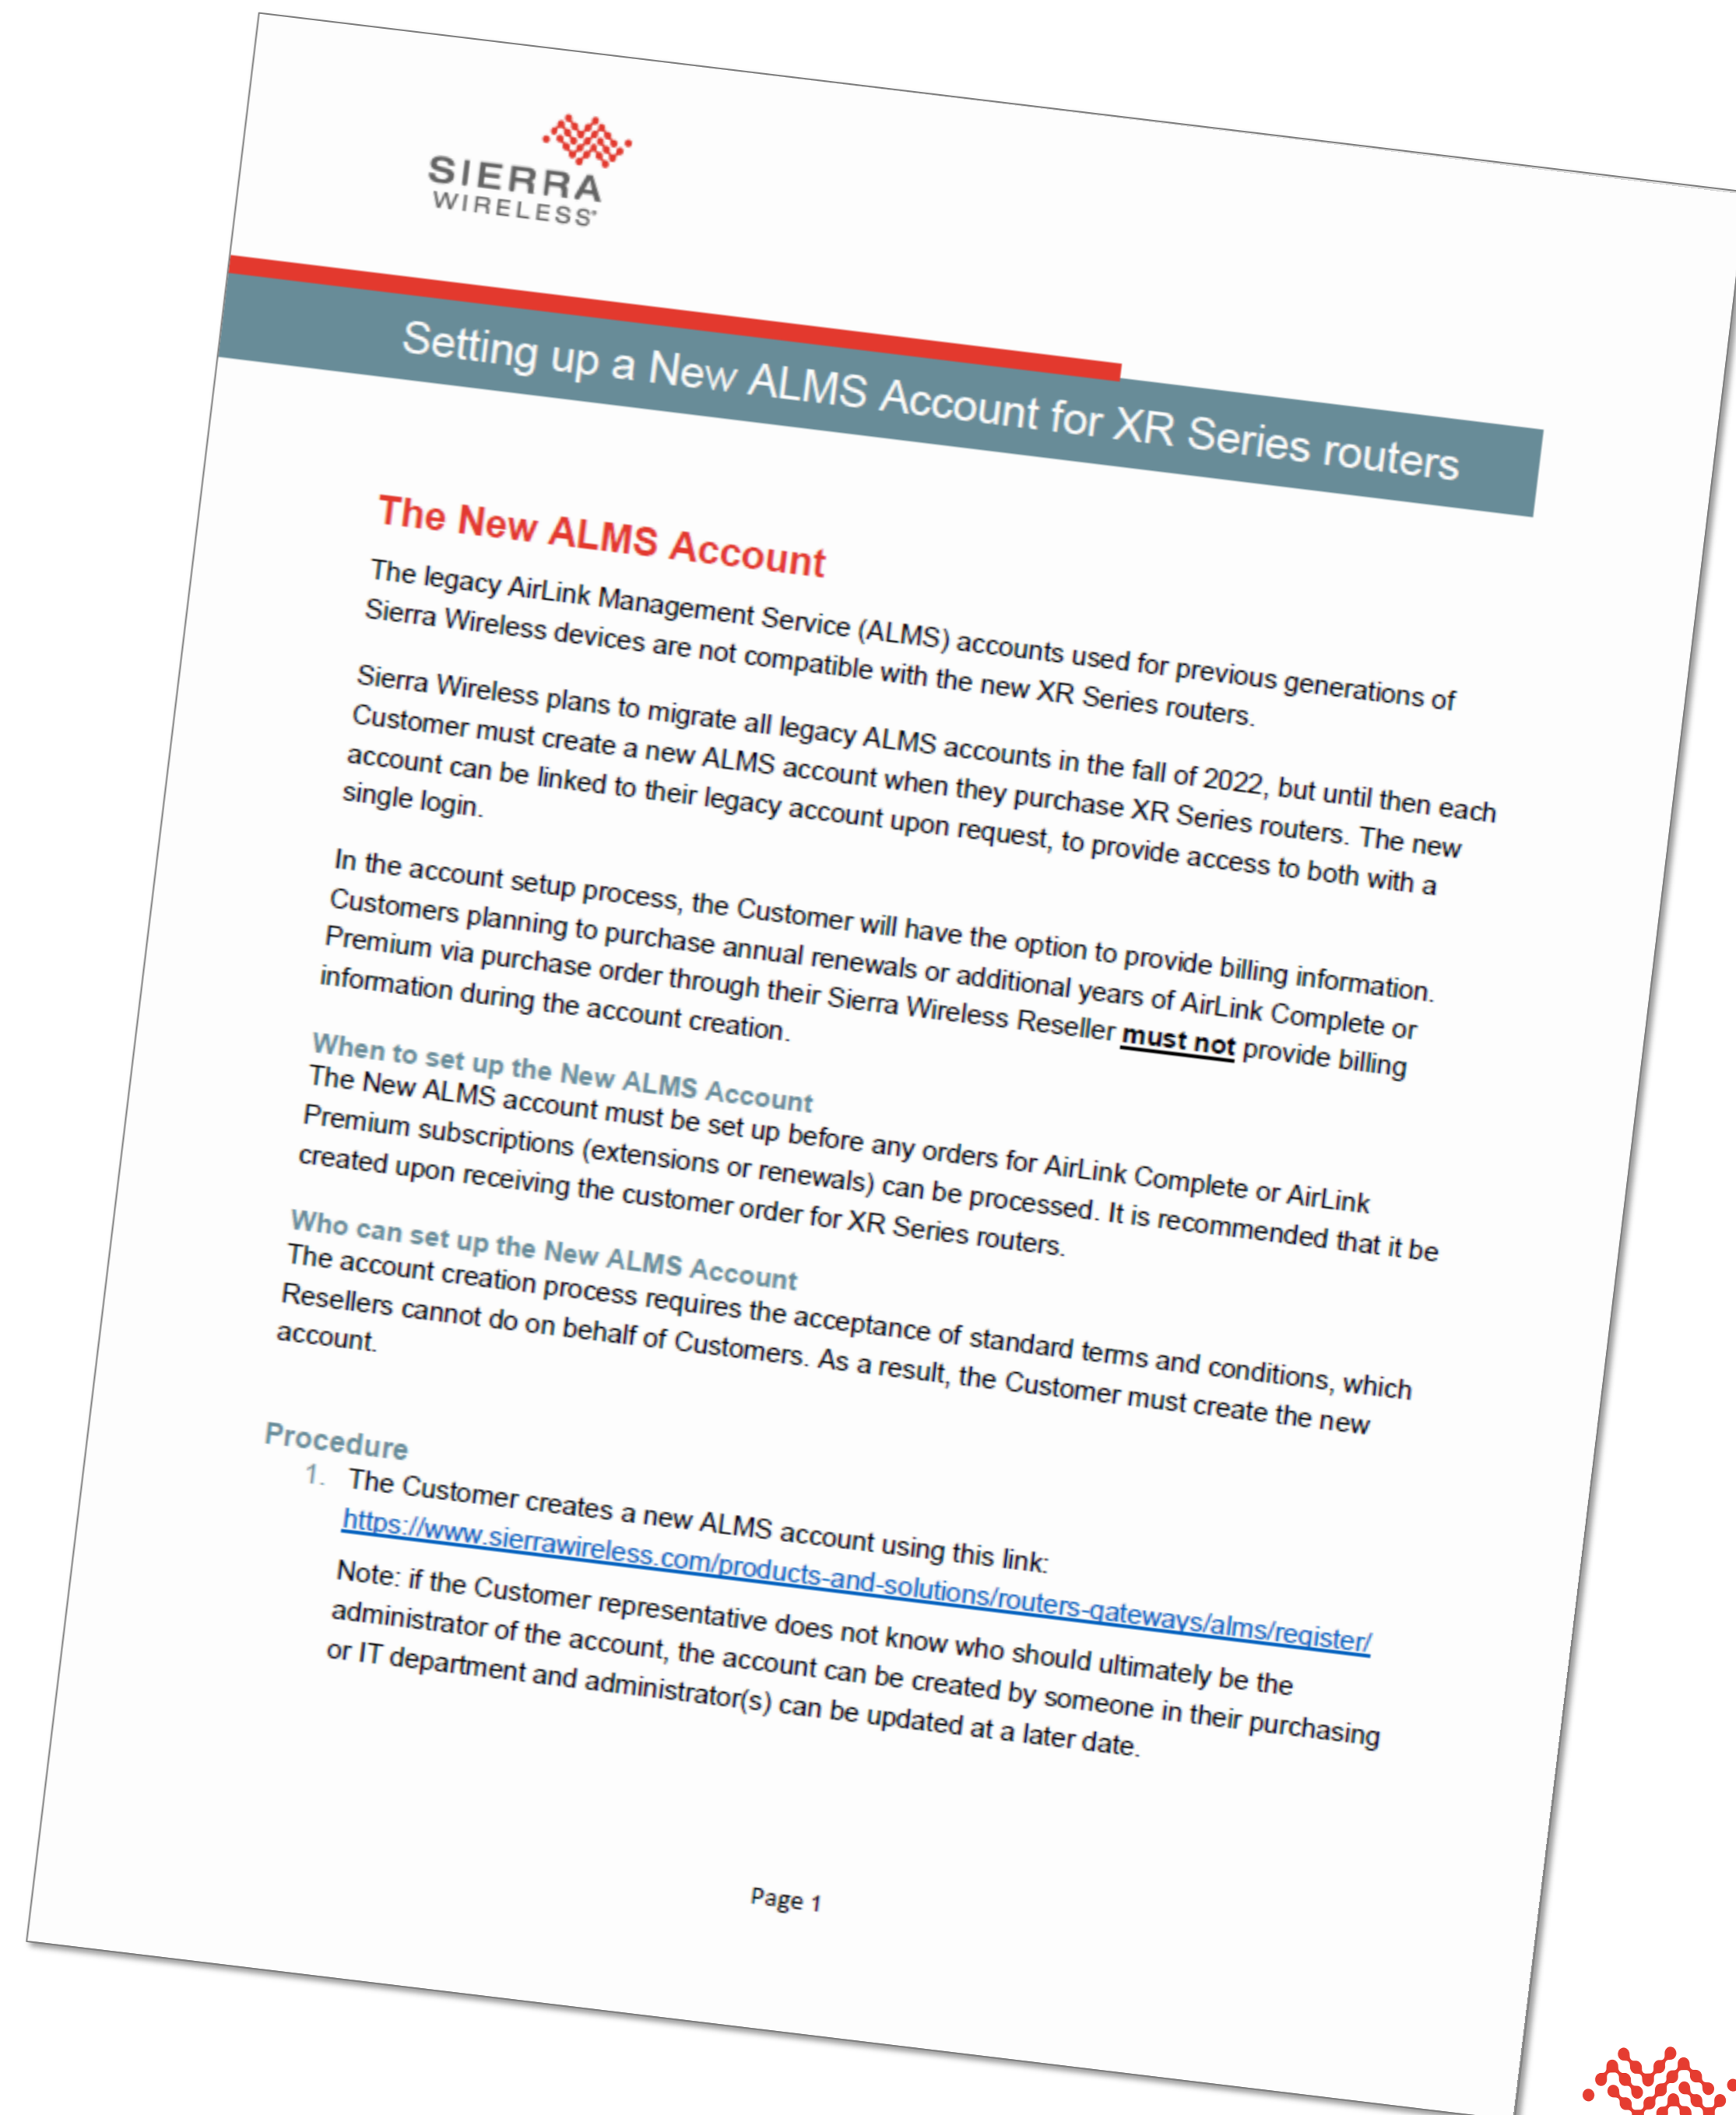 SIERRA
WIRELESS®
Setting up a New ALMS Account for XR Series routers
The New ALMS Account
The legacy AirLink Management Service (ALMS) accounts used for previous generations of
Sierra Wireless devices are not compatible with the new XR Series routers.
Sierra Wireless plans to migrate all legacy ALMS accounts in the fall of 2022, but until then each
Customer must create a new ALMS account when they purchase XR Series routers. The new
account can be linked to their legacy account upon request, to provide access to both with a
single login.
In the account setup process, the Customer will have the option to provide billing information.
Customers planning to purchase annual renewals or additional years of AirLink Complete or
Premium via purchase order through their Sierra Wireless Reseller must not provide billing
information during the account creation.
When to set up the New ALMS Account
The New ALMS account must be set up before any orders for AirLink Complete or AirLink
Premium subscriptions (extensions or renewals) can be processed. It is recommended that it be
created upon receiving the customer order for XR Series routers.
Who can set up the New ALMS Account
The account creation process requires the acceptance of standard terms and conditions, which
Resellers cannot do on behalf of Customers. As a result, the Customer must create the new
account.
Procedure
1. The Customer creates a new ALMS account using this link:
https://www.sierrawireless.com/products-and-solutions/routers-gateways/alms/register/
Note: if the Customer representative does not know who should ultimately be the
administrator of the account, the account can be created by someone in their purchasing
or IT department and administrator(s) can be updated at a later date.
Page 1